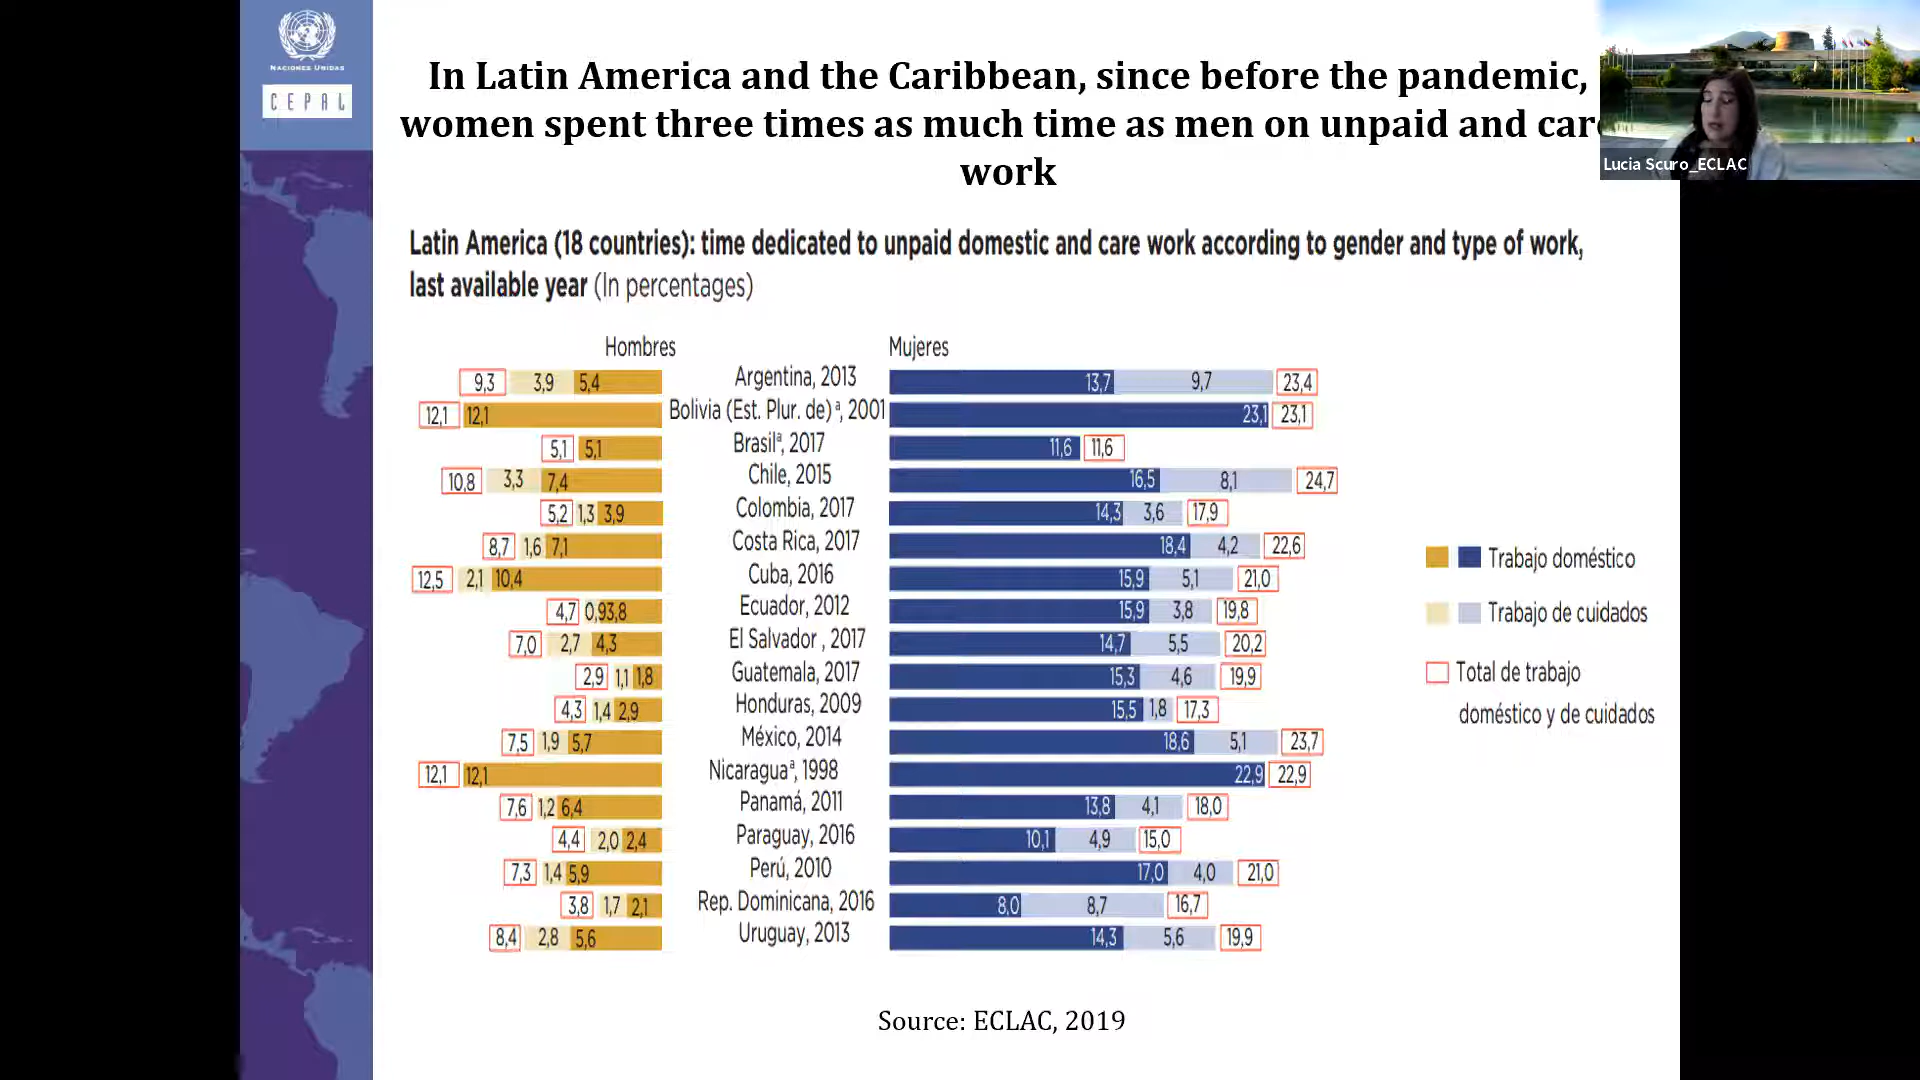 NACIONES UNIDAS
CEPAL
In Latin America and the Caribbean, since before the pandemic,
women spent three times as much time as men on unpaid and car
work
Lucia Scuro_ECLAC
Latin America (18 countries): time dedicated to unpaid domestic and care work according to gender and type of work,
last available year (In percentages)
Hombres Mujeres
9,3 3,9 5,4 Argentina, 2013 13,7 9,7 23,4
12,1 12,1 Bolivia (Est. Plur. de) a, 2001 23,1 23,1
5,1 5,1 Brasil a, 2017 11,6 11,6
10,8 3,3 7,4 Chile, 2015 16,5 8,1 24,7
5,2 1,3 3,9 Colombia, 2017 14,3 3,6 17,9
8,7 1,6 7,1 Costa Rica, 2017 18,4 4,2 22,6
12,5 2,1 10,4 Cuba, 2016 15,9 5,1 21,0
4,7 0,9 3,8 Ecuador, 2012 15,9 3,8 19,8
7,0 2,7 4,3 El Salvador , 2017 14,7 5,5 20,2
2,9 1,1 1,8 Guatemala, 2017 15,3 4,6 19,9
4,3 1,4 2,9 Honduras, 2009 15,5 1,8 17,3
7,5 1,9 5,7 México, 2014 18,6 5,1 23,7
12,1 12,1 Nicaragua a, 1998 22,9 22,9
7,6 1,2 6,4 Panamá, 2011 13,8 4,1 18,0
4,4 2,0 2,4 Paraguay, 2016 10,1 4,9 15,0
7,3 1,4 5,9 Perú, 2010 17,0 4,0 21,0
3,8 1,7 2,1 Rep. Dominicana, 2016 8,0 8,7 16,7
8,4 2,8 5,6 Uruguay, 2013 14,3 5,6 19,9
Trabajo doméstico
Trabajo de cuidados
Total de trabajo
doméstico y de cuidados
Source: ECLAC, 2019